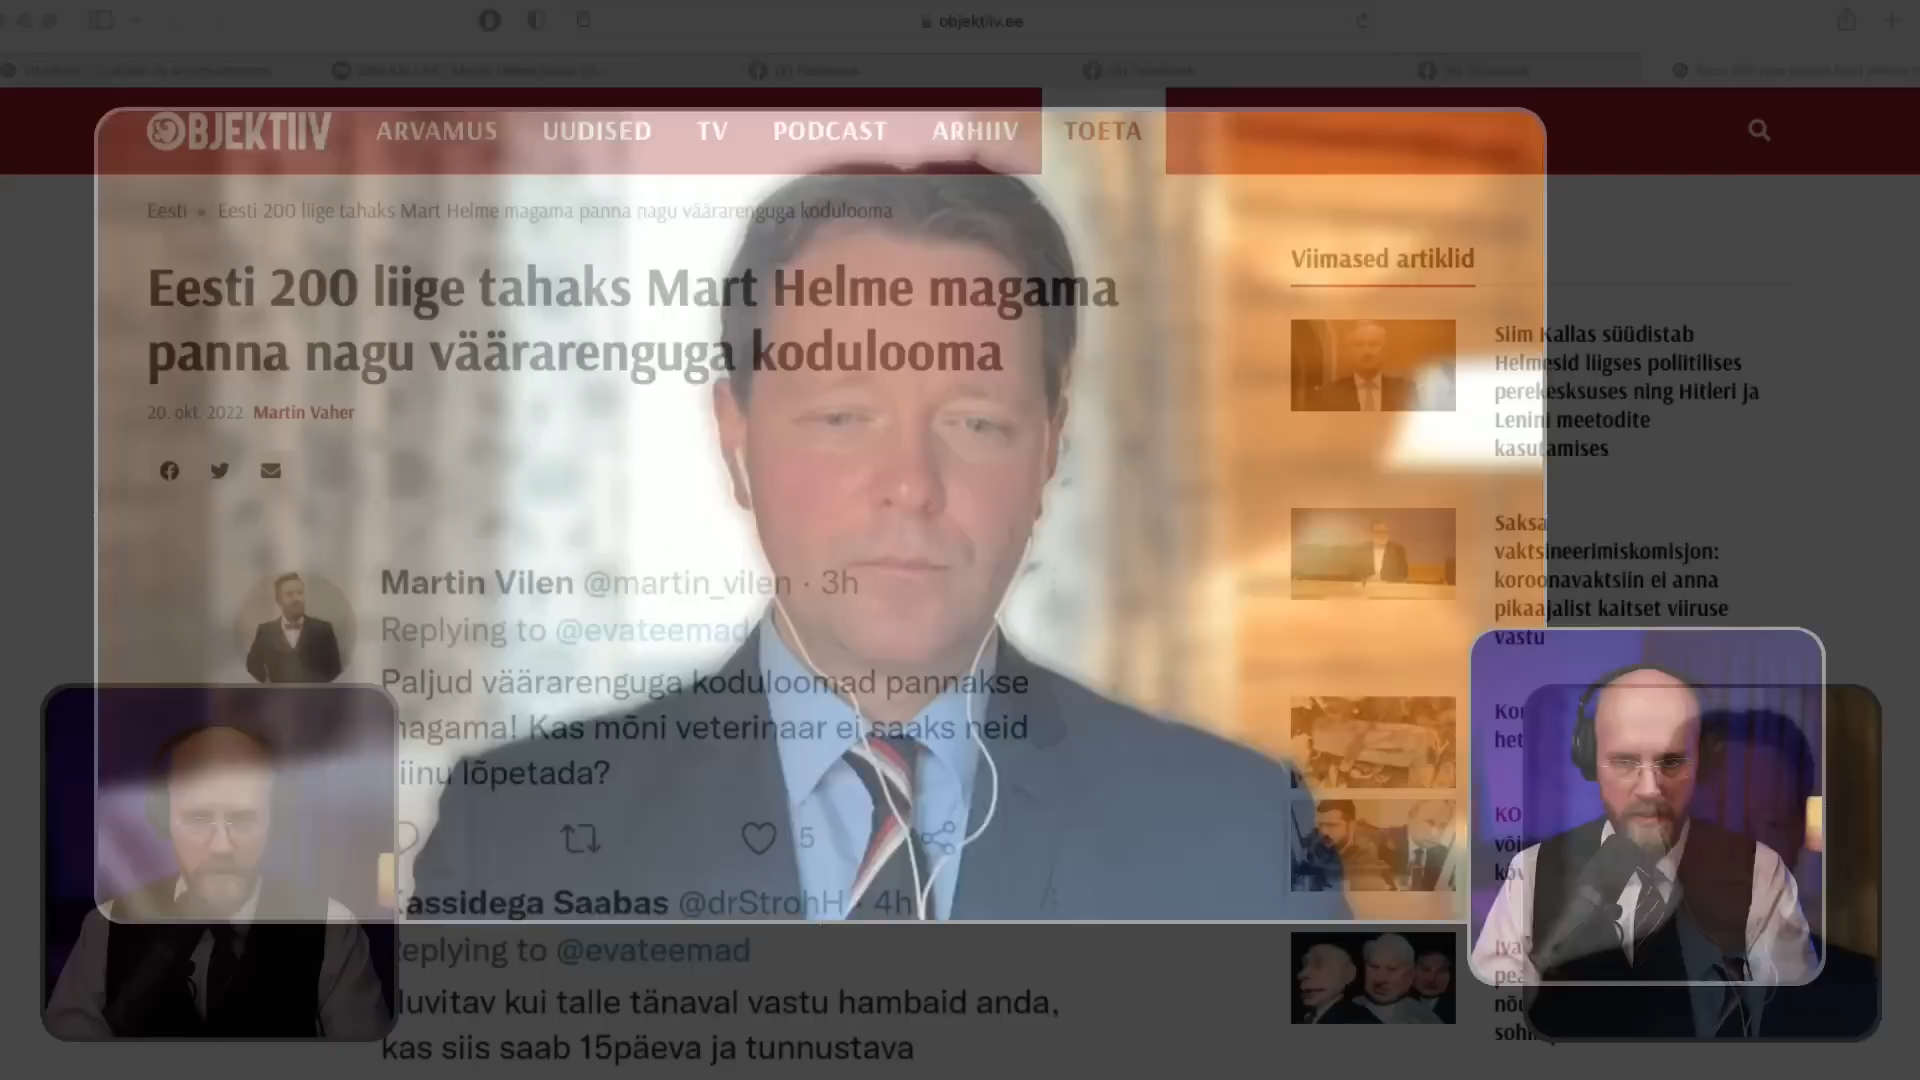 objektiiv.ee
OBJEKTIIV
ARVAMUS
UUDISED
TV
PODCAST
ARHIIV
TOETA
Eesti » Eesti 200 liige tahaks Mart Helme magama panna nagu väärarenguga kodulooma
Eesti 200 liige tahaks Mart Helme magama
panna nagu väärarenguga kodulooma
20. okt. 2022 Martin Vaher
Martin Vilen @martin_vilen · 3h
Replying to @evateemad
Paljud väärarenguga koduloomad pannakse
magama! Kas mõni veterinaar ei saaks neid
piinu lõpetada?
5
Kassidega Saabas @drStrohH · 4h
Replying to @evateemad
Huvitav kui talle tänaval vastu hambaid anda,
kas siis saab 15päeva ja tunnustava
Viimased artiklid
Siim Kallas süüdistab
Helmesid liigses poliitilises
perekesksuses ning Hitleri ja
Lenini meetodite
kasutamises
Saksa
vaktsineerimiskomisjon:
koroonavaktsiin ei anna
pikaajalist kaitset viiruse
vastu